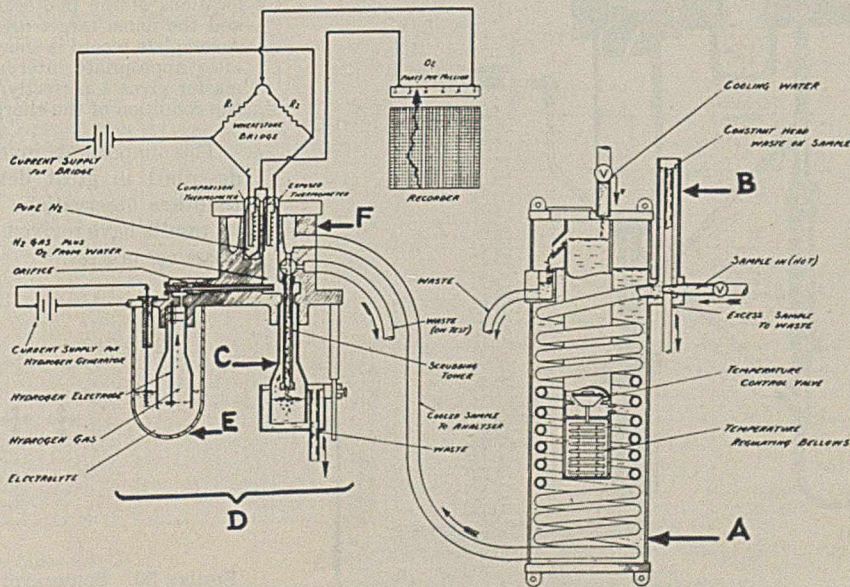 O2
PARTS PER MILLION
R1
R2
WHEATSTONE
BRIDGE
RECORDER
CURRENT SUPPLY
FOR BRIDGE
COMPARISON
THERMOMETER
EXPOSED
THERMOMETER
PURE H2
F
H2 GAS PLUS
O2 FROM WATER
ORIFICE
CURRENT SUPPLY FOR
HYDROGEN GENERATOR
WASTE
(ON TEST)
C
SCRUBBING
TOWER
HYDROGEN ELECTRODE
HYDROGEN GAS
ELECTROLYTE
E
COOLED SAMPLE
TO ANALYSER
WASTE
D
COOLING WATER
V
CONSTANT HEAD
WASTE ON SAMPLE
B
SAMPLE IN (HOT)
V
WASTE
EXCESS SAMPLE
TO WASTE
TEMPERATURE
CONTROL VALVE
TEMPERATURE
REGULATING BELLOWS
A